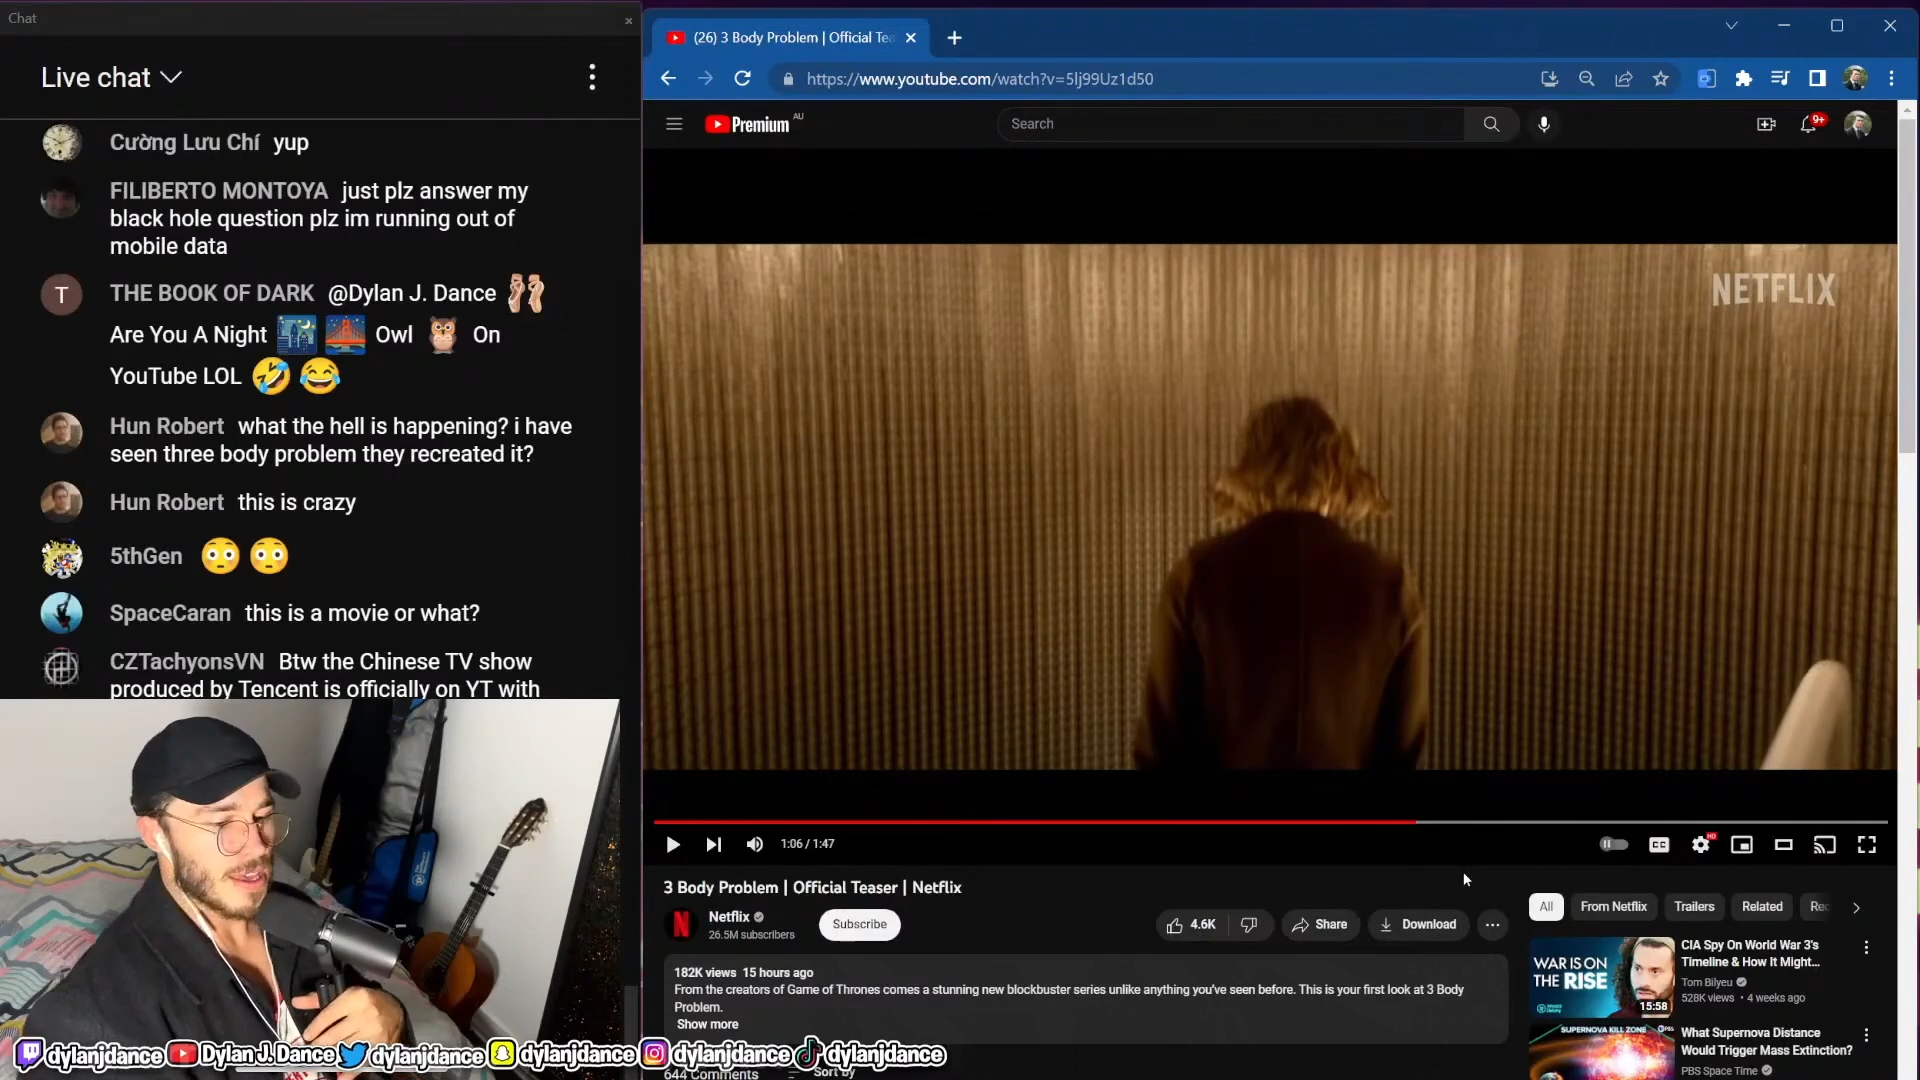 Chat
Live chat
Cường Lưu Chí yup
FILIBERTO MONTOYA just plz answer my
black hole question plz im running out of
mobile data
T
THE BOOK OF DARK @Dylan J. Dance
Are You A Night Owl On
YouTube LOL
Hun Robert what the hell is happening? i have
seen three body problem they recreated it?
Hun Robert this is crazy
5thGen
SpaceCaran this is a movie or what?
CZTachyonsVN Btw the Chinese TV show
produced by Tencent is officially on YT with
(26) 3 Body Problem | Official Tea
https://www.youtube.com/watch?v=5lj99Uz1d50
Premium AU
Search
9+
NETFLIX
1:06 / 1:47
CC
HD
3 Body Problem | Official Teaser | Netflix
N
Netflix
26.5M subscribers
Subscribe
4.6K
Share
Download
182K views 15 hours ago
From the creators of Game of Thrones comes a stunning new blockbuster series unlike anything you've seen before. This is your first look at 3 Body
Problem.
Show more
644 Comments
Sort by
All
From Netflix
Trailers
Related
Rec
WAR IS ON
THE RISE
15:58
CIA Spy On World War 3's
Timeline & How It Might...
Tom Bilyeu
528K views • 4 weeks ago
SUPERNOVA KILL ZONE
PBS
What Supernova Distance
Would Trigger Mass Extinction?
PBS Space Time
dylanjdance
Dylan J. Dance
dylanjdance
dylanjdance
dylanjdance
dylanjdance